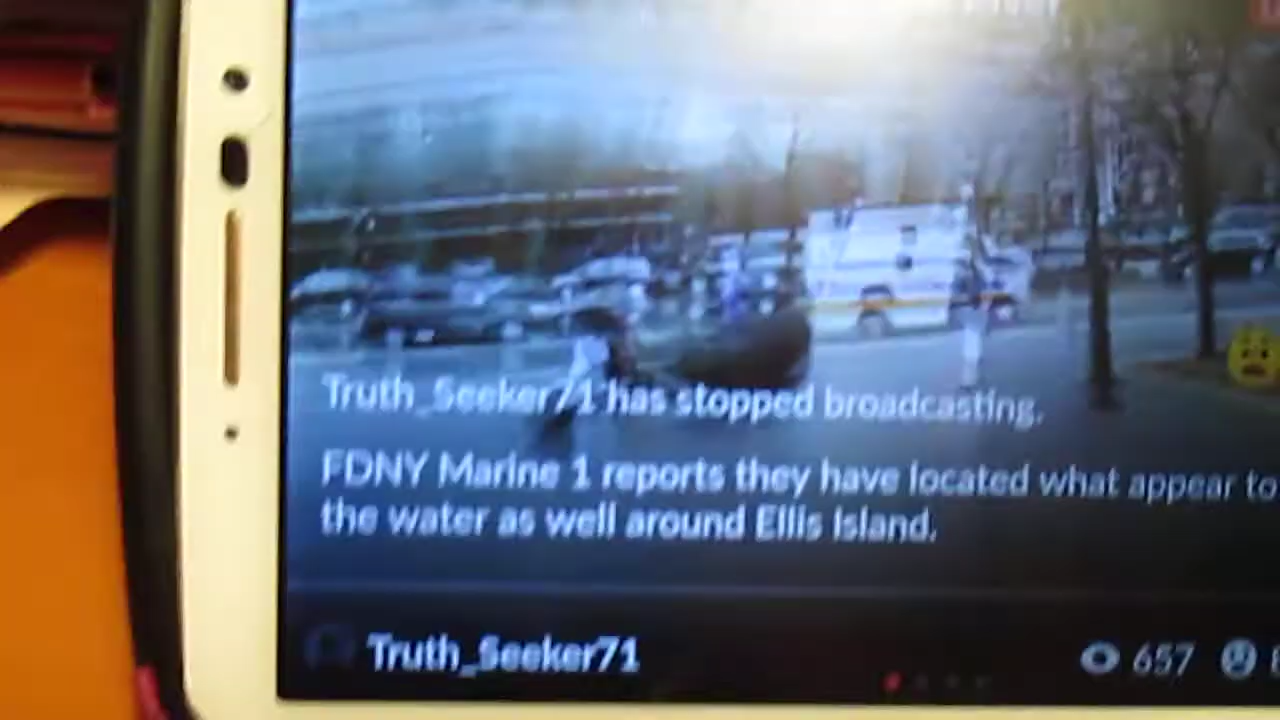 Truth_Seeker71 has stopped broadcasting.
FDNY Marine 1 reports they have located what appear to
the water as well around Ellis Island.
Truth_Seeker71
657